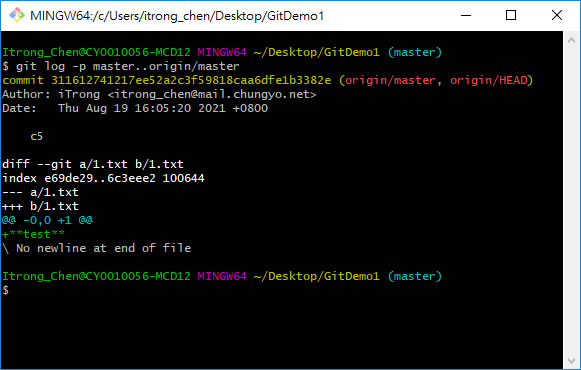 MINGW64:/c/Users/itrong_chen/Desktop/GitDemo1
Itrong_Chen@CY0010056-MCD12 MINGW64 ~/Desktop/GitDemo1 (master)
$ git log -p master..origin/master
commit 311612741217ee52a2c3f59818caa6dfe1b3382e (origin/master, origin/HEAD)
Author: iTrong <itrong_chen@mail.chungyo.net>
Date:   Thu Aug 19 16:05:20 2021 +0800
    c5
diff --git a/1.txt b/1.txt
index e69de29..6c3eee2 100644
--- a/1.txt
+++ b/1.txt
@@ -0,0 +1 @@
+**test**
\ No newline at end of file
Itrong_Chen@CY0010056-MCD12 MINGW64 ~/Desktop/GitDemo1 (master)
$